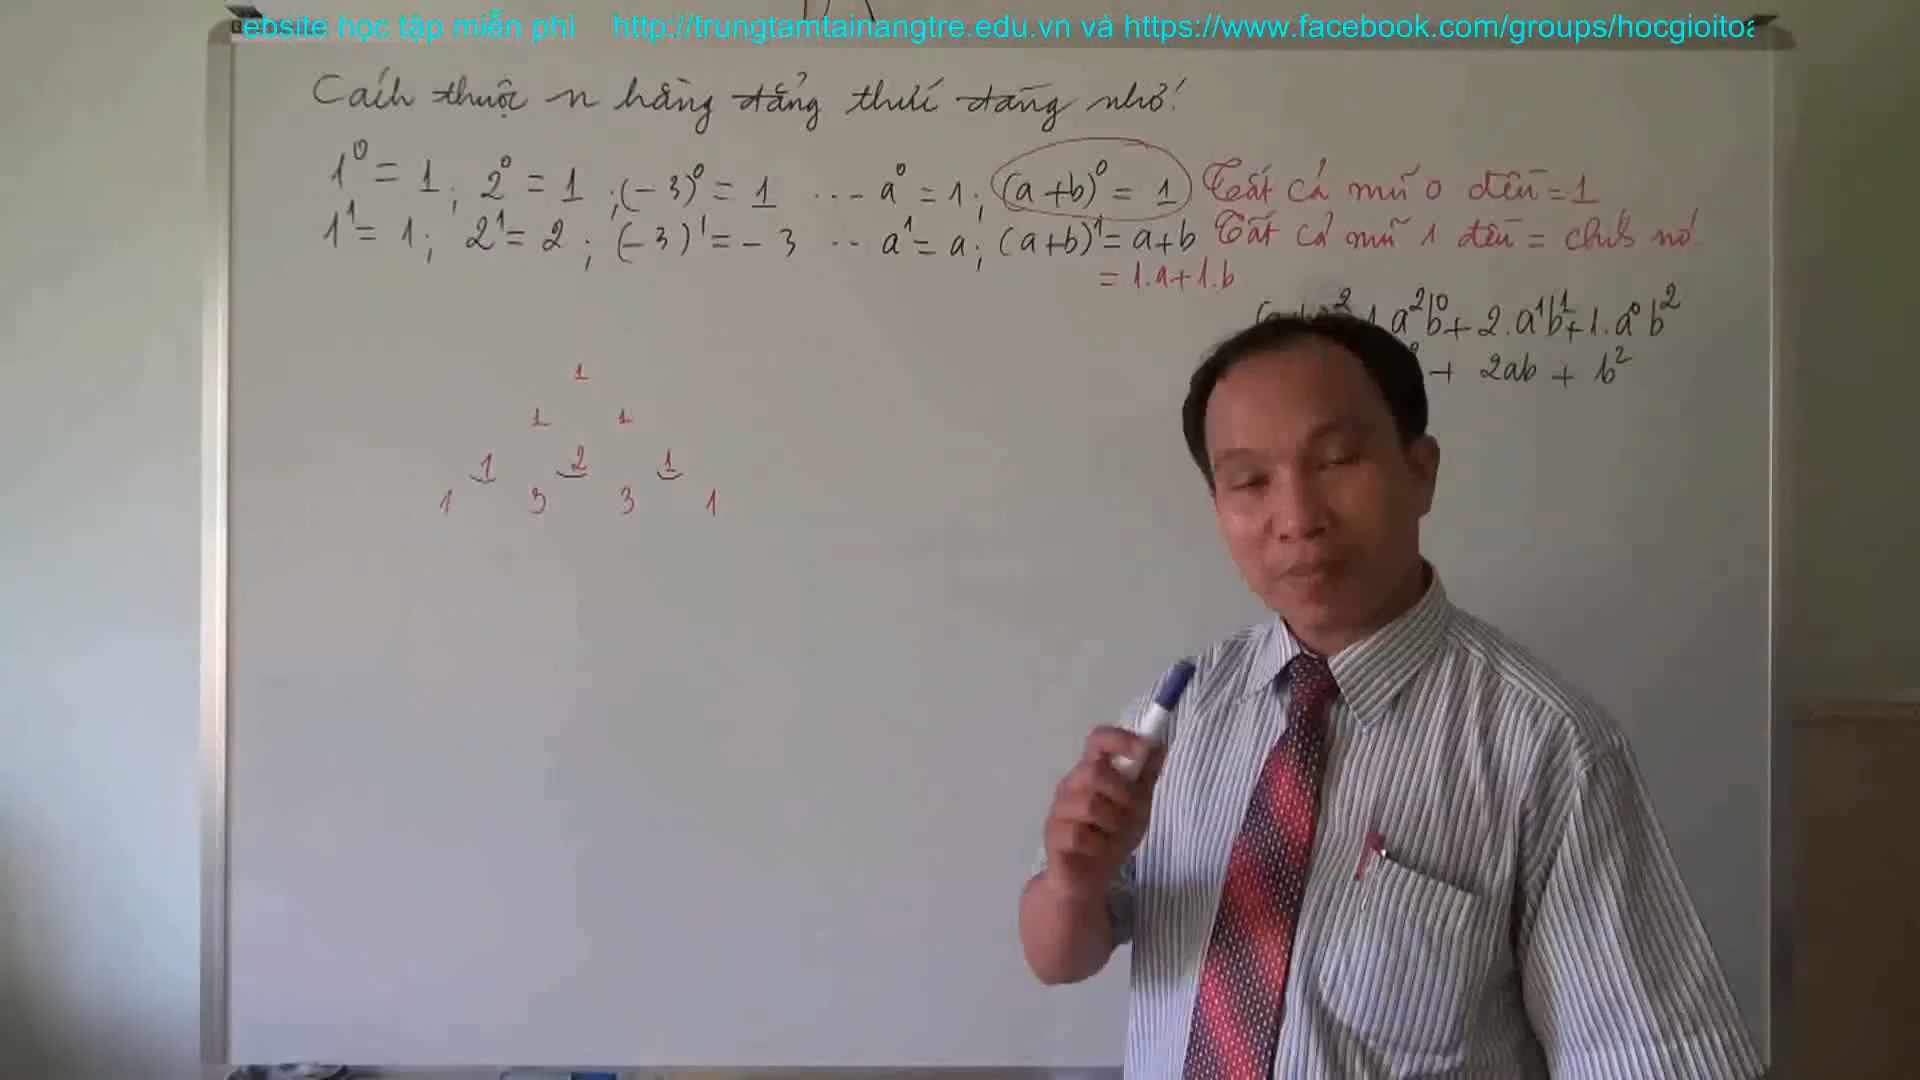 ebsite học tập miễn phí http://trungtamtainangtre.edu.vn và https://www.facebook.com/groups/hocgioitoa
Cách thuộc n hằng đẳng thức đáng nhớ!
1⁰ = 1; 2⁰ = 1; (-3)⁰ = 1 ... a⁰ = 1; (a+b)⁰ = 1 Tất cả mũ 0 đều = 1
1¹ = 1; 2¹ = 2; (-3)¹ = -3 ... a¹ = a; (a+b)¹ = a+b Tất cả mũ 1 đều = chính nó
= 1.a+1.b
a²b⁰ + 2.a¹b¹ + 1.a⁰b²
+ 2ab + b²
1
1 1
1 2 1
1 3 3 1